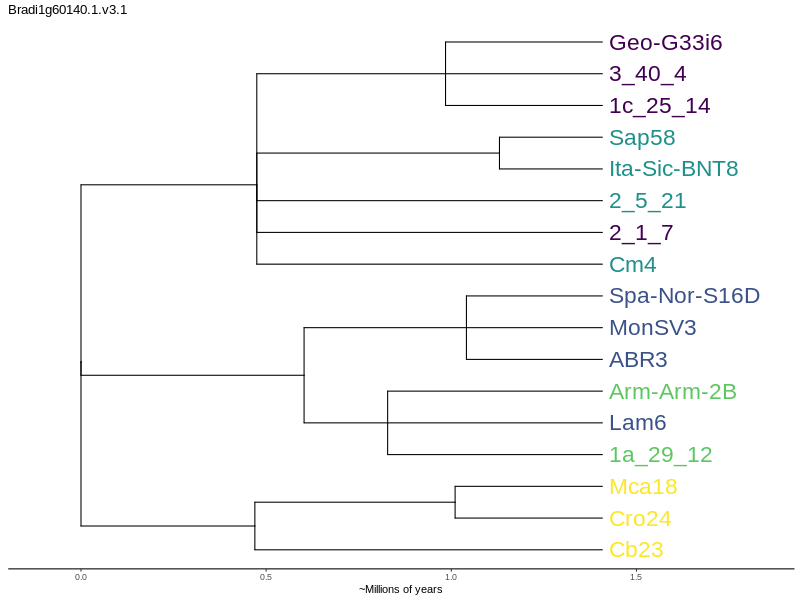 Bradi1g60140.1.v3.1
Geo-G33i6
3_40_4
1c_25_14
Sap58
Ita-Sic-BNT8
2_5_21
2_1_7
Cm4
Spa-Nor-S16D
MonSV3
ABR3
Arm-Arm-2B
Lam6
1a_29_12
Mca18
Cro24
Cb23
0.0 0.5 1.0 1.5
~Millions of years